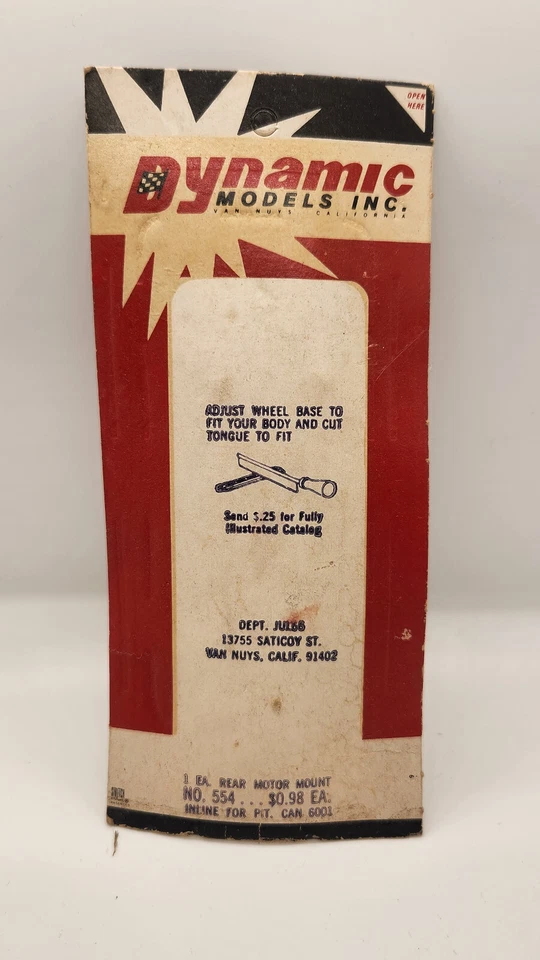 OPEN
HERE
Dynamic
MODELS INC.
VAN NUYS, CALIFORNIA
ADJUST WHEEL BASE TO
FIT YOUR BODY AND CUT
TONGUE TO FIT
Send $.25 for Fully
Illustrated Catalog
DEPT. JUL68
13755 SATICOY ST.
VAN NUYS, CALIF. 91402
1 EA. REAR MOTOR MOUNT
NO. 554 . . . $0.98 EA.
INLINE FOR PIT. CAN 6001